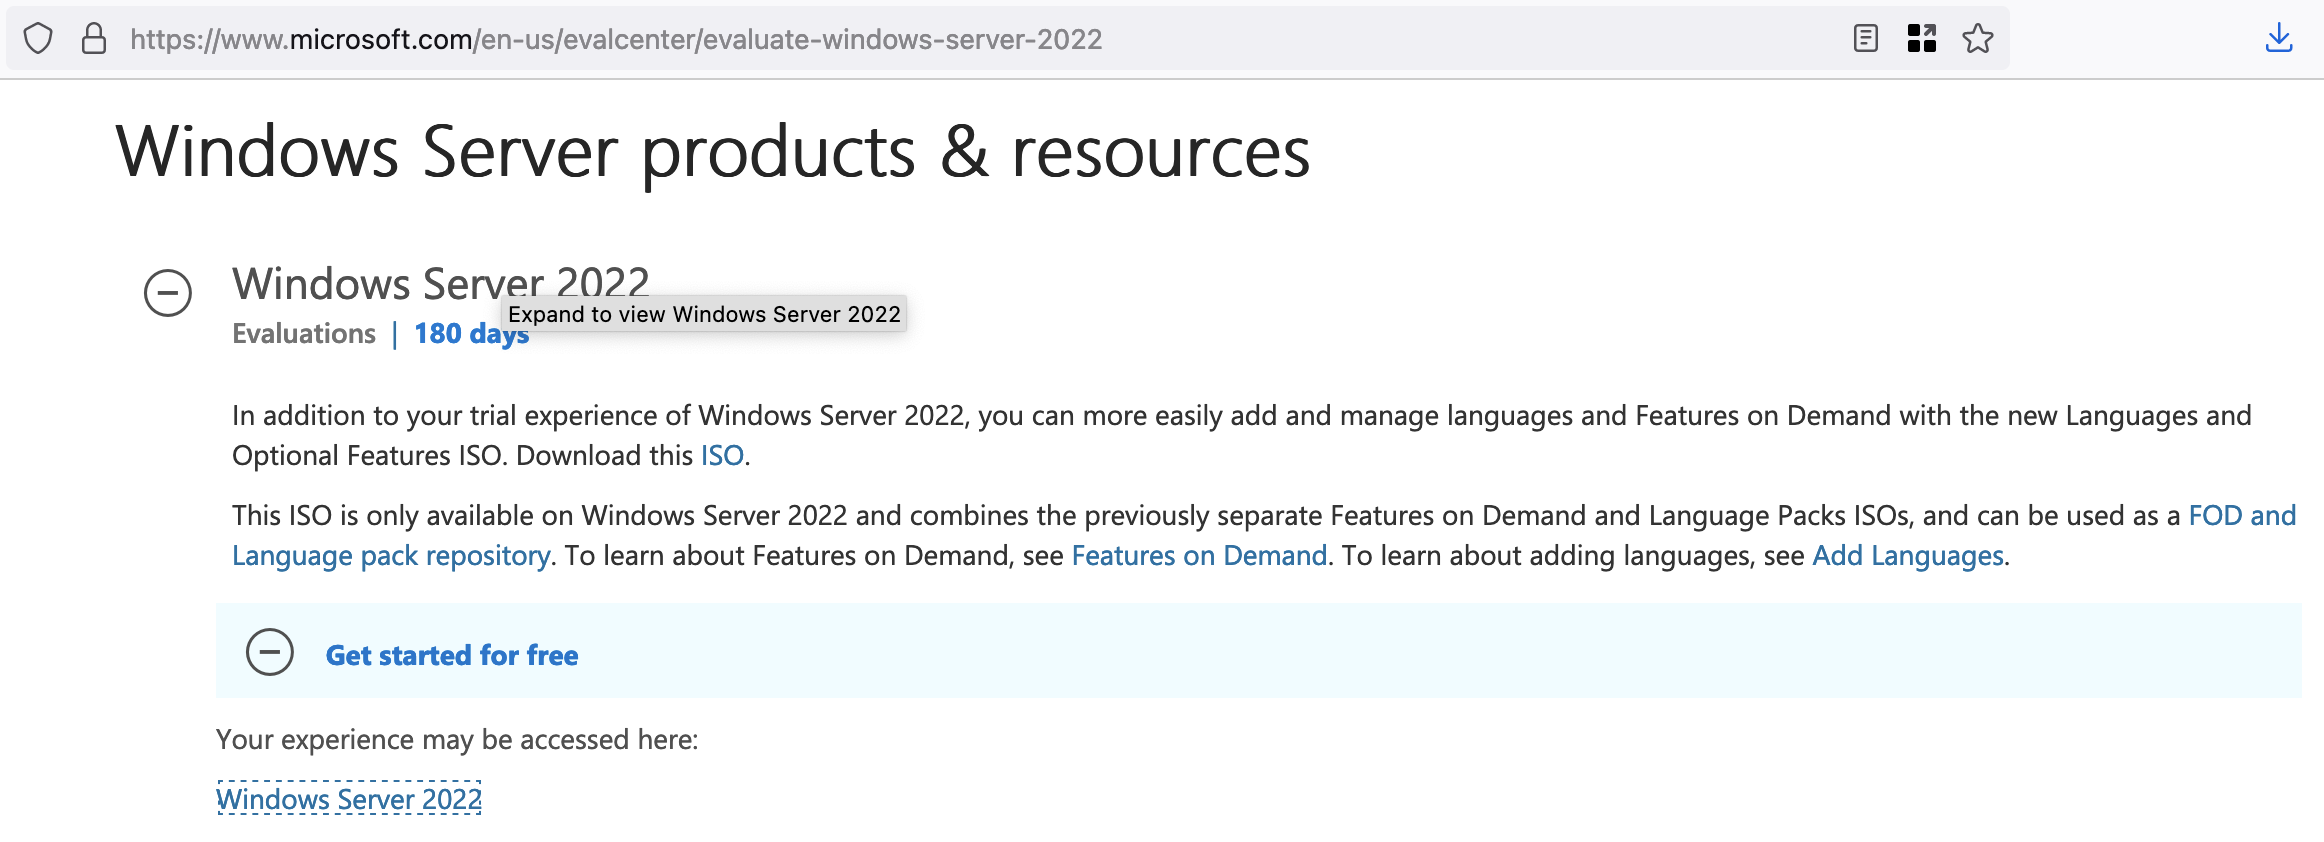 https://www.microsoft.com/en-us/evalcenter/evaluate-windows-server-2022
Windows Server products & resources
Windows Server 2022
Expand to view Windows Server 2022
Evaluations | 180 days
In addition to your trial experience of Windows Server 2022, you can more easily add and manage languages and Features on Demand with the new Languages and
Optional Features ISO. Download this ISO.
This ISO is only available on Windows Server 2022 and combines the previously separate Features on Demand and Language Packs ISOs, and can be used as a FOD and
Language pack repository. To learn about Features on Demand, see Features on Demand. To learn about adding languages, see Add Languages.
Get started for free
Your experience may be accessed here:
Windows Server 2022